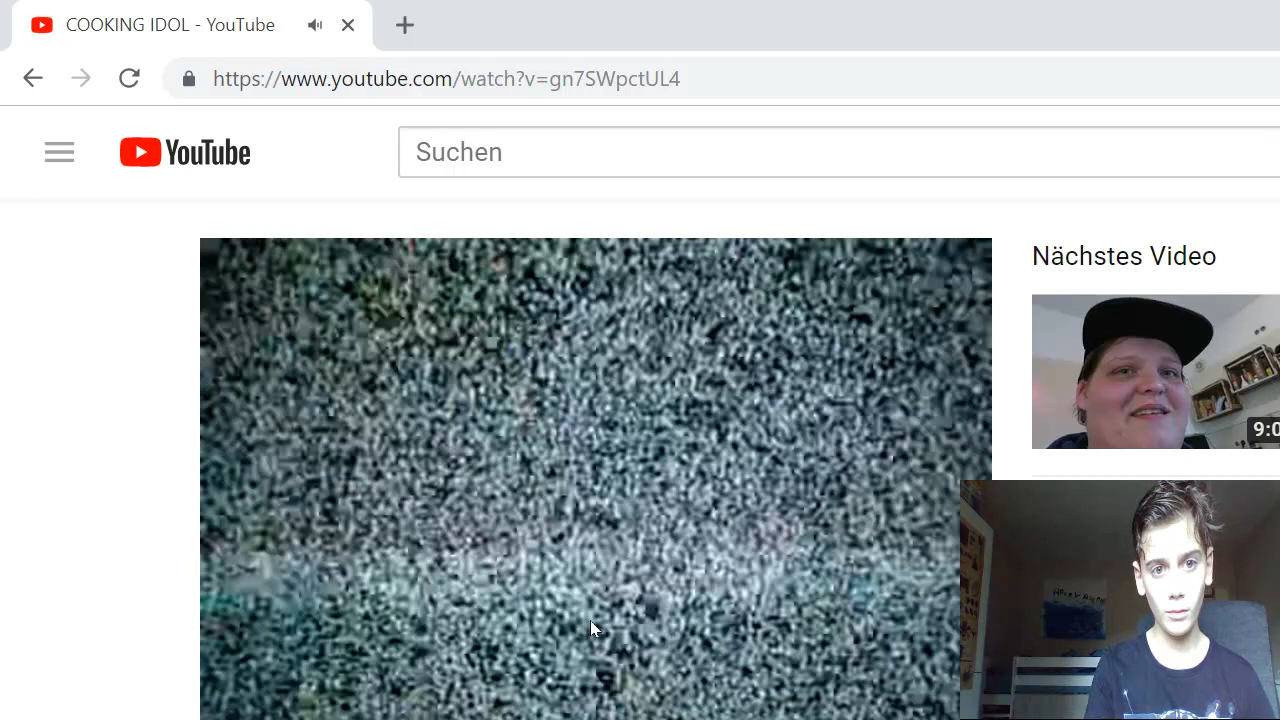 COOKING IDOL - YouTube
https://www.youtube.com/watch?v=gn7SWpctUL4
YouTube
Suchen
Nächstes Video
9:0